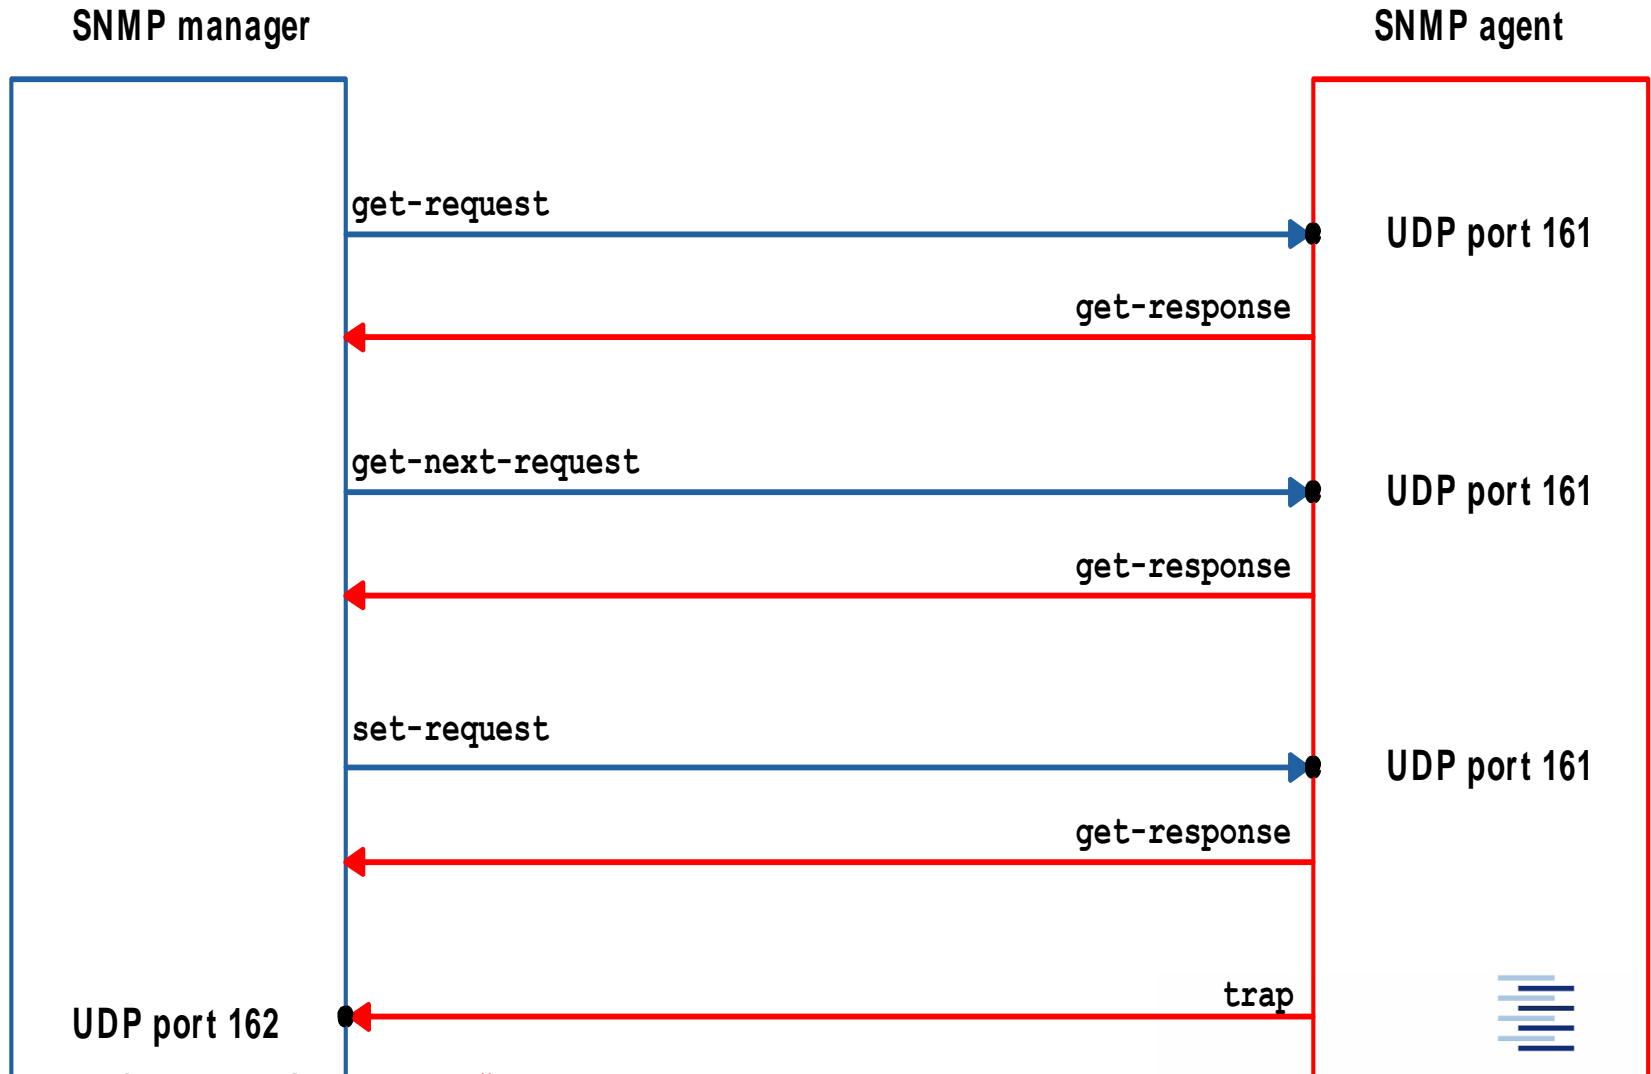 SNMP manager
SNMP agent
get-request
UDP port 161
get-response
get-next-request
UDP port 161
get-response
set-request
UDP port 161
get-response
trap
UDP port 162